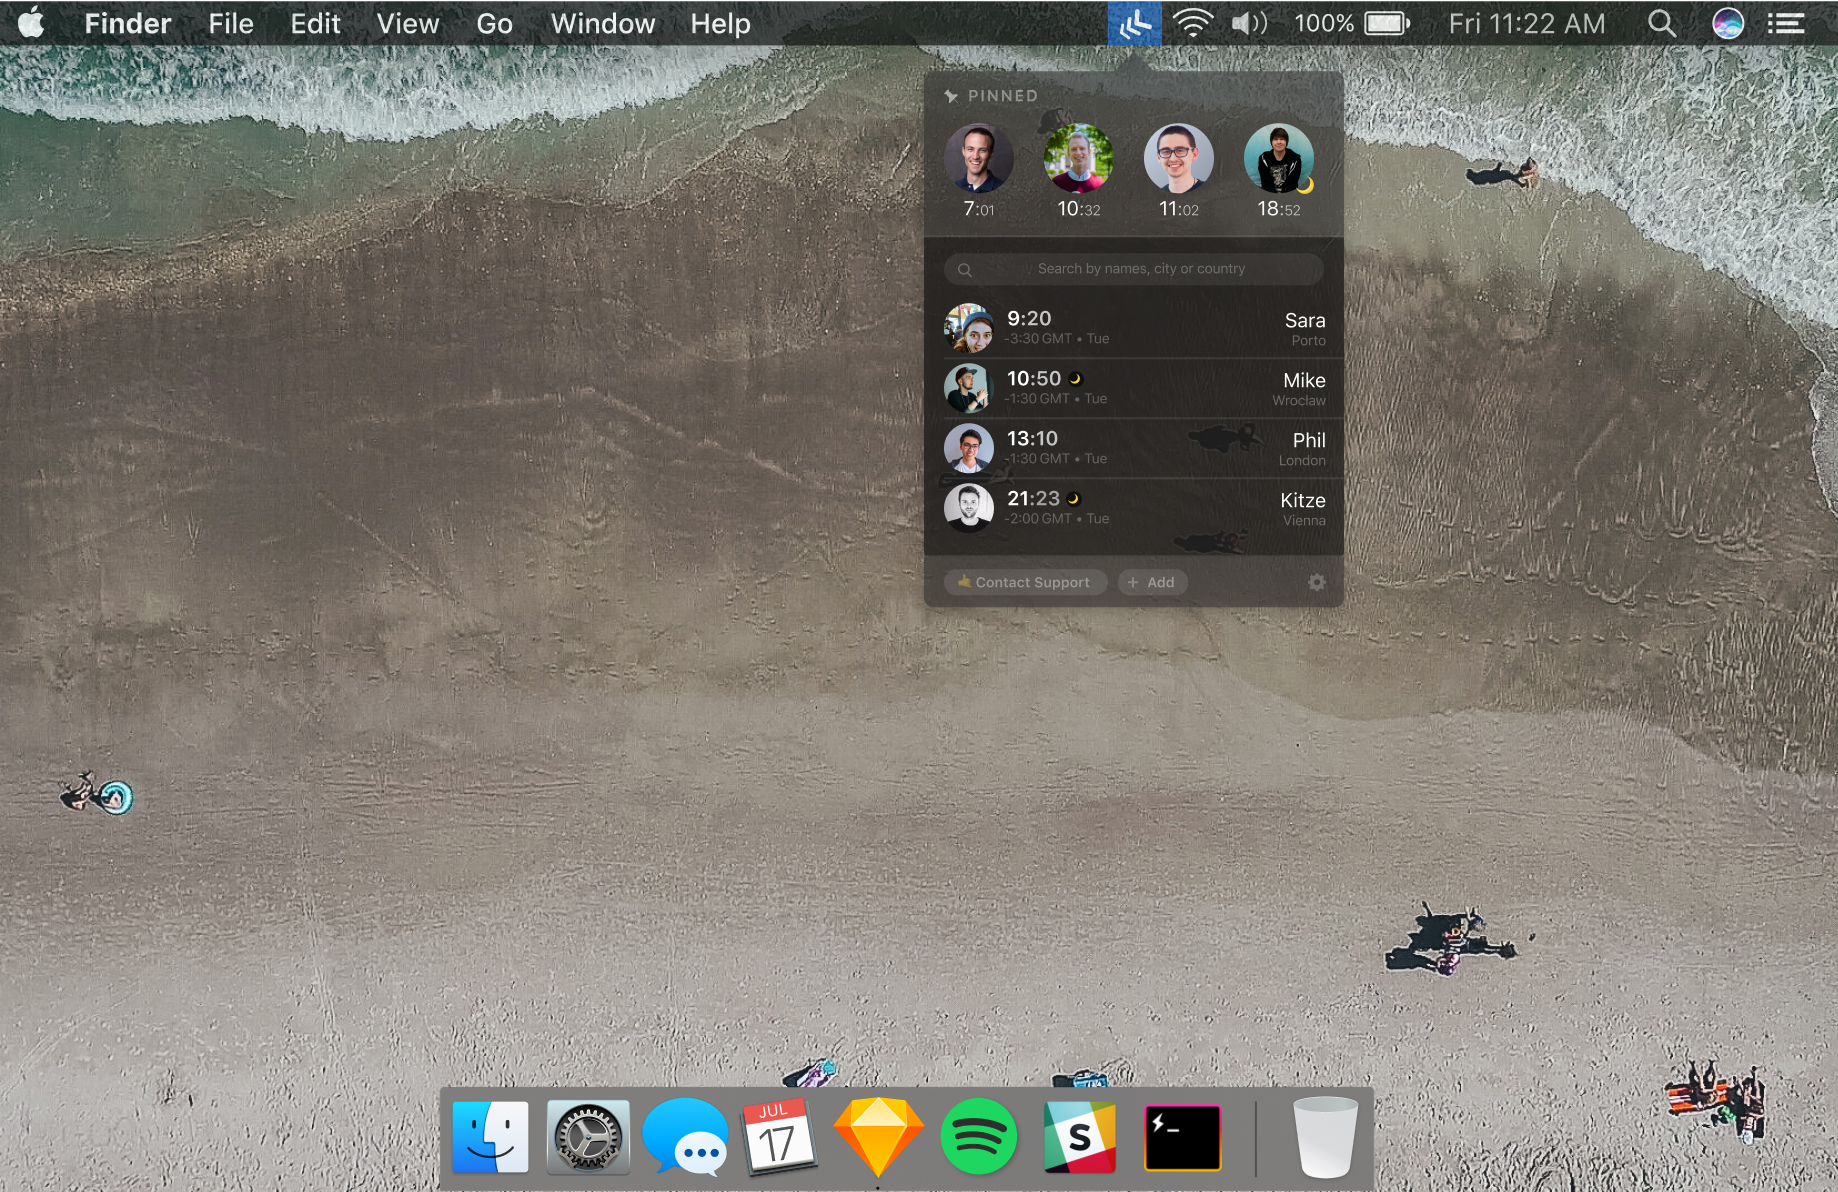 Finder File Edit View Go Window Help 100% Fri 11:22 AM
PINNED
7:01 10:32 11:02 18:52
Search by names, city or country
9:20 Sara
-3:30 GMT • Tue Porto
10:50 Mike
-1:30 GMT • Tue Wrocław
13:10 Phil
-1:30 GMT • Tue London
21:23 Kitze
-2:00 GMT • Tue Vienna
Contact Support + Add
JUL
17
S